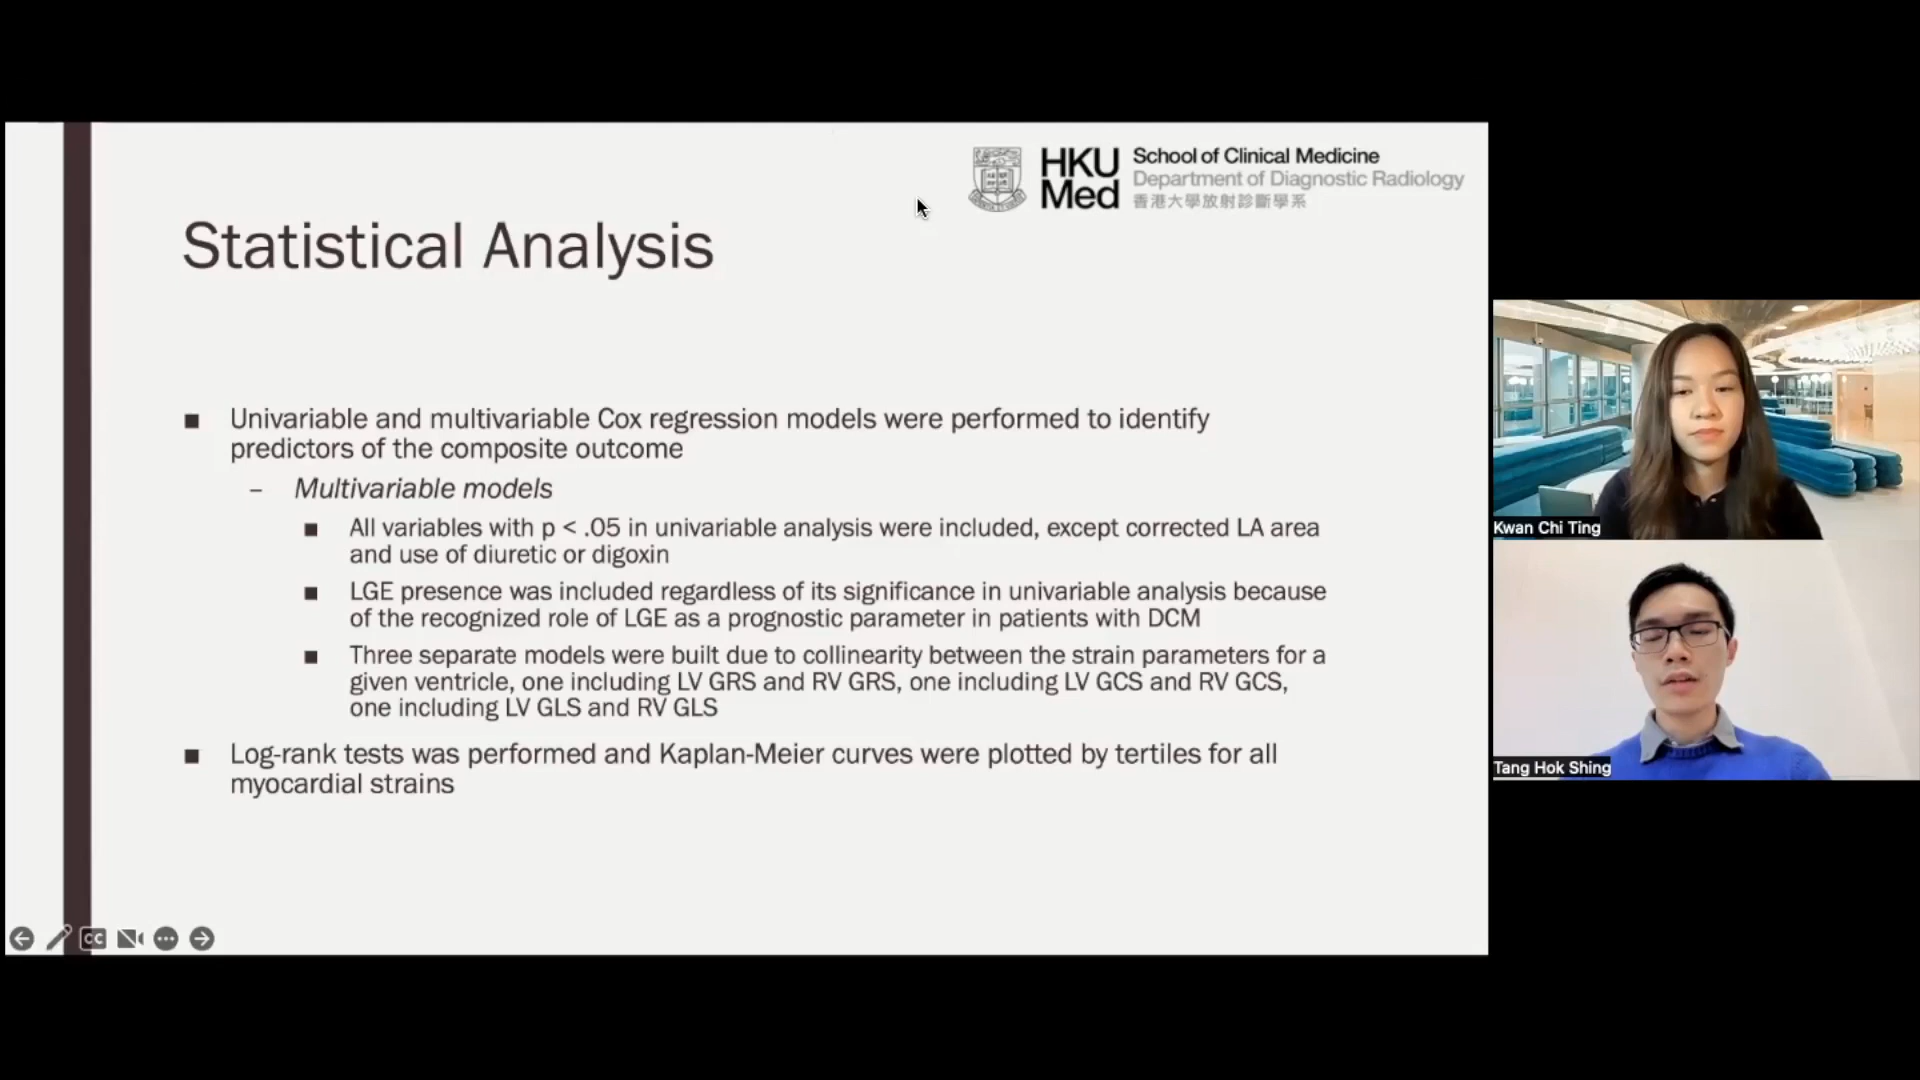 HKU
Med
School of Clinical Medicine
Department of Diagnostic Radiology
香港大學放射診斷學系
Statistical Analysis
Univariable and multivariable Cox regression models were performed to identify
predictors of the composite outcome
– Multivariable models
All variables with p < .05 in univariable analysis were included, except corrected LA area
and use of diuretic or digoxin
LGE presence was included regardless of its significance in univariable analysis because
of the recognized role of LGE as a prognostic parameter in patients with DCM
Three separate models were built due to collinearity between the strain parameters for a
given ventricle, one including LV GRS and RV GRS, one including LV GCS and RV GCS,
one including LV GLS and RV GLS
Log-rank tests was performed and Kaplan-Meier curves were plotted by tertiles for all
myocardial strains
CC
Kwan Chi Ting
Tang Hok Shing